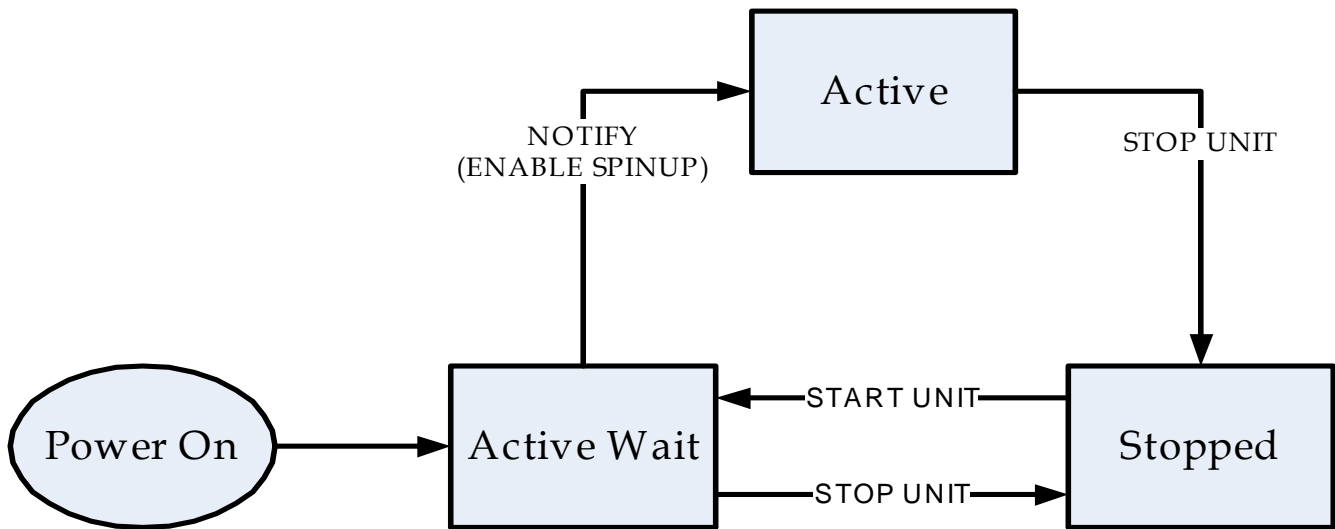 Active
NOTIFY
(ENABLE SPINUP)
STOP UNIT
START UNIT
Power On
Active Wait
Stopped
STOP UNIT